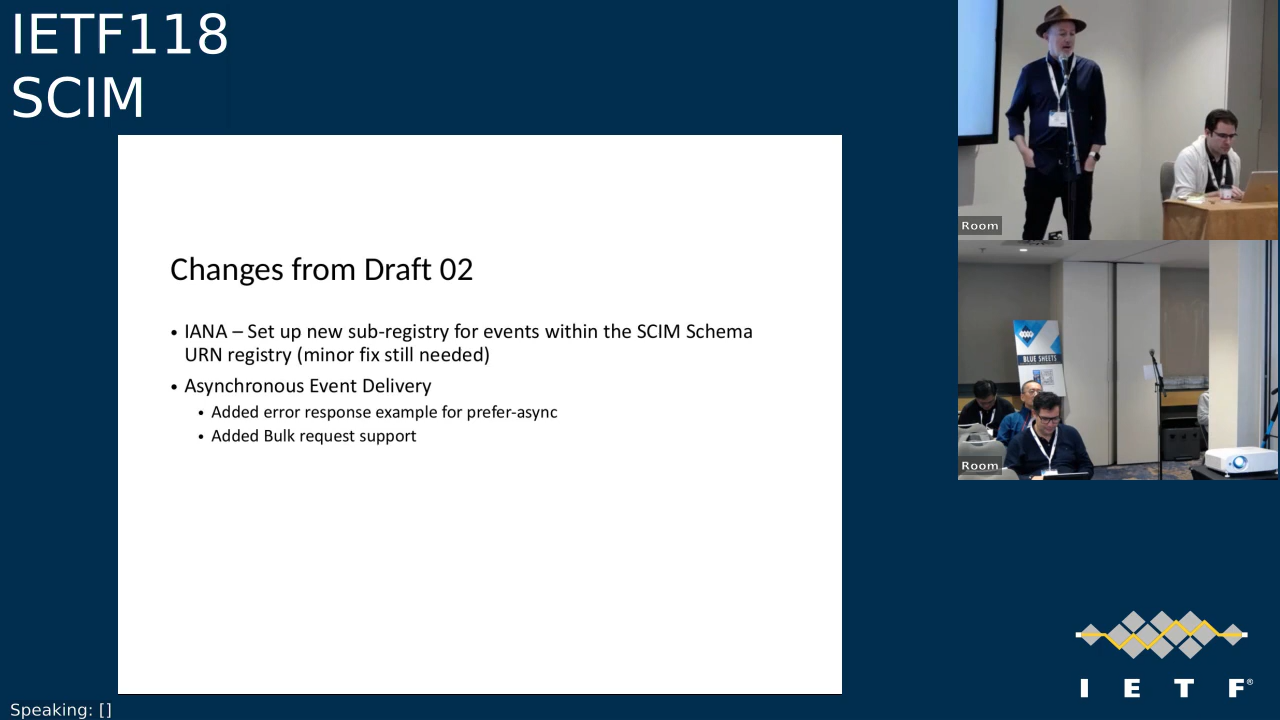 IETF118
SCIM
Changes from Draft 02
• IANA – Set up new sub-registry for events within the SCIM Schema
URN registry (minor fix still needed)
• Asynchronous Event Delivery
• Added error response example for prefer-async
• Added Bulk request support
Room
BLUE SHEETS
Room
I E T F®
Speaking: []